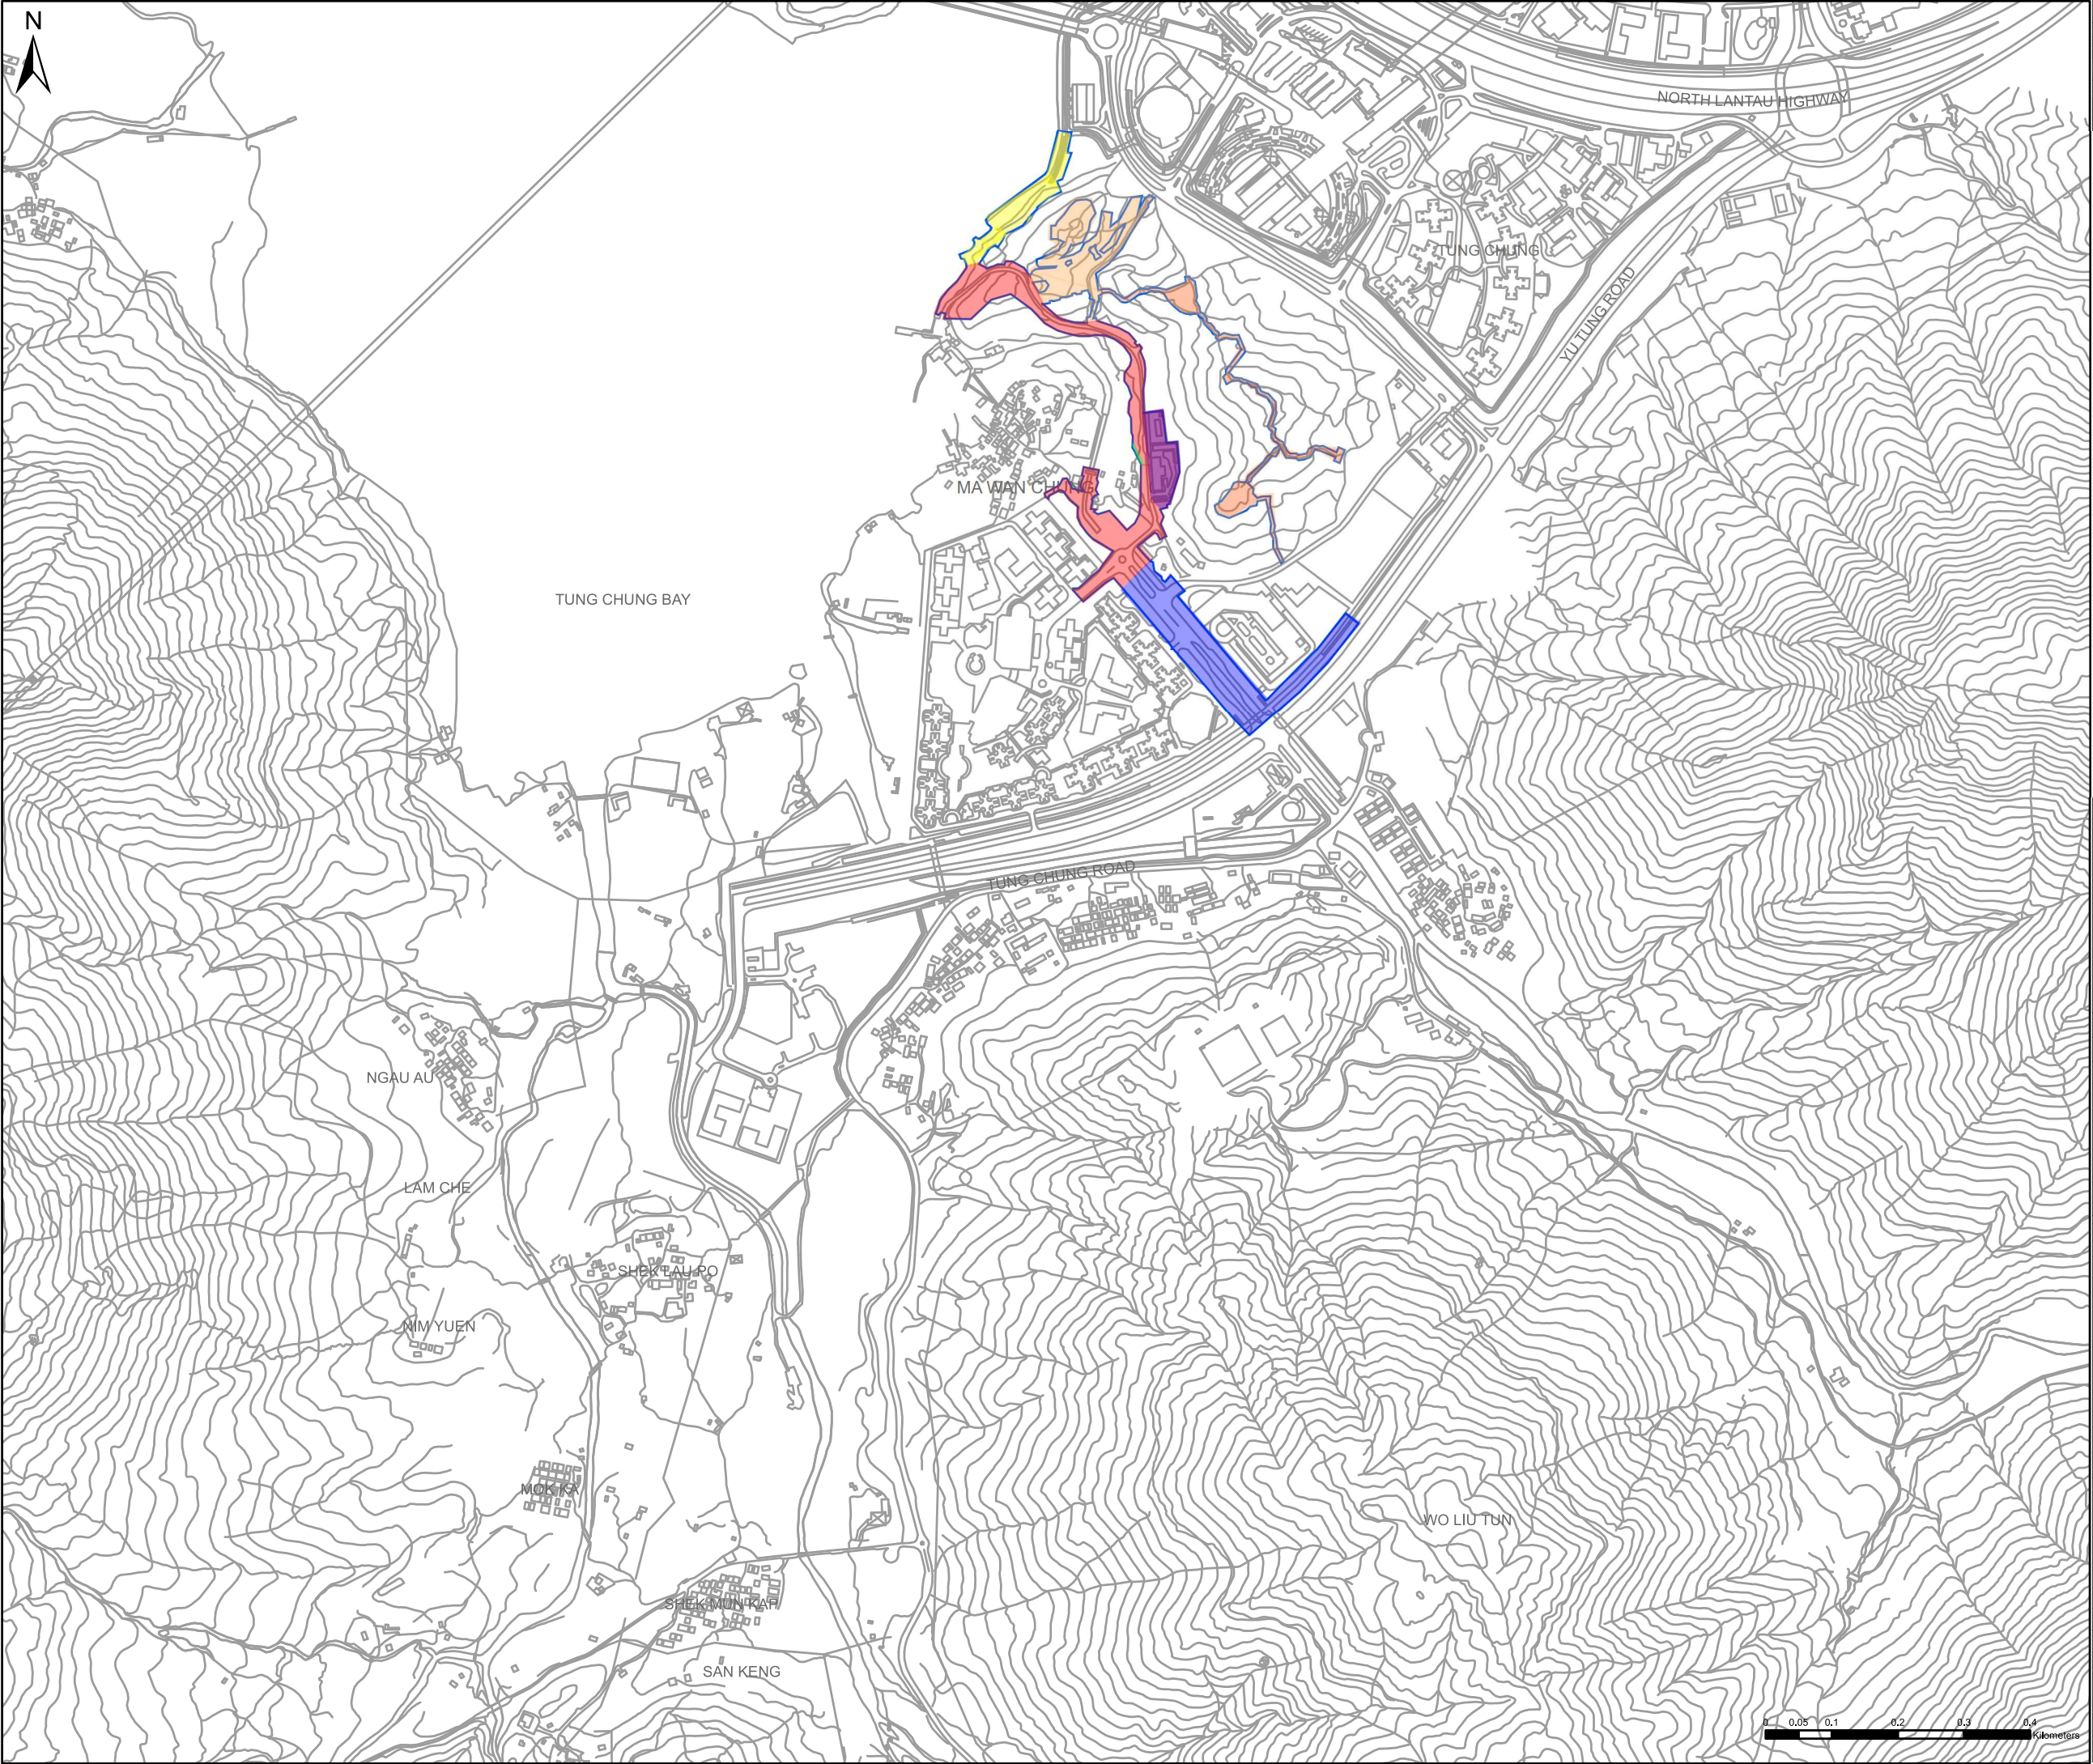 N
NORTH LANTAU HIGHWAY
TUNG CHUNG
YU TUNG ROAD
MA WAN CHUNG
TUNG CHUNG BAY
TUNG CHUNG ROAD
NGAU AU
LAM CHE
SHEK LAU PO
NIM YUEN
MOK KA
WO LIU TUN
SHEK MUN KAP
SAN KENG
0 0.05 0.1 0.2 0.3 0.4
Kilometers